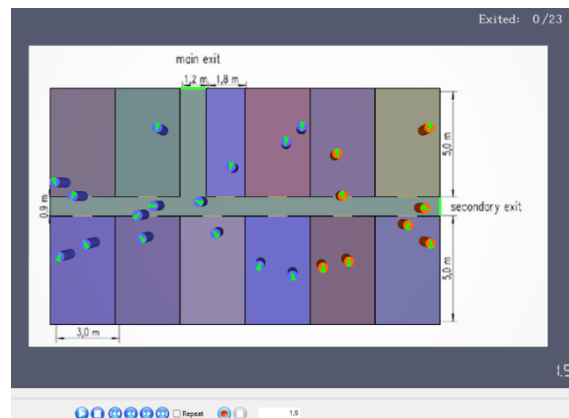 Exited: 0/23
main exit
1,2 m 1,8 m
5,0 m
0,9 m
secondary exit
5,0 m
3,0 m
1.9
Repeat
1.9